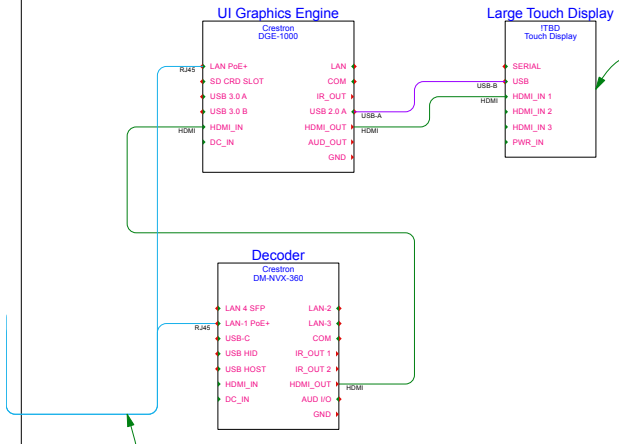 UI Graphics Engine
Crestron
DGE-1000
RJ45
LAN PoE+
SD CRD SLOT
USB 3.0 A
USB 3.0 B
HDMI
HDMI_IN
DC_IN
LAN
COM
IR_OUT
USB 2.0 A
USB-A
HDMI_OUT
HDMI
AUD_OUT
GND
Large Touch Display
!TBD
Touch Display
SERIAL
USB-B
USB
HDMI
HDMI_IN 1
HDMI_IN 2
HDMI_IN 3
PWR_IN
Decoder
Crestron
DM-NVX-360
LAN 4 SFP
RJ45
LAN-1 PoE+
USB-C
USB HID
USB HOST
HDMI_IN
DC_IN
LAN-2
LAN-3
COM
IR_OUT 1
IR_OUT 2
HDMI_OUT
HDMI
AUD I/O
GND